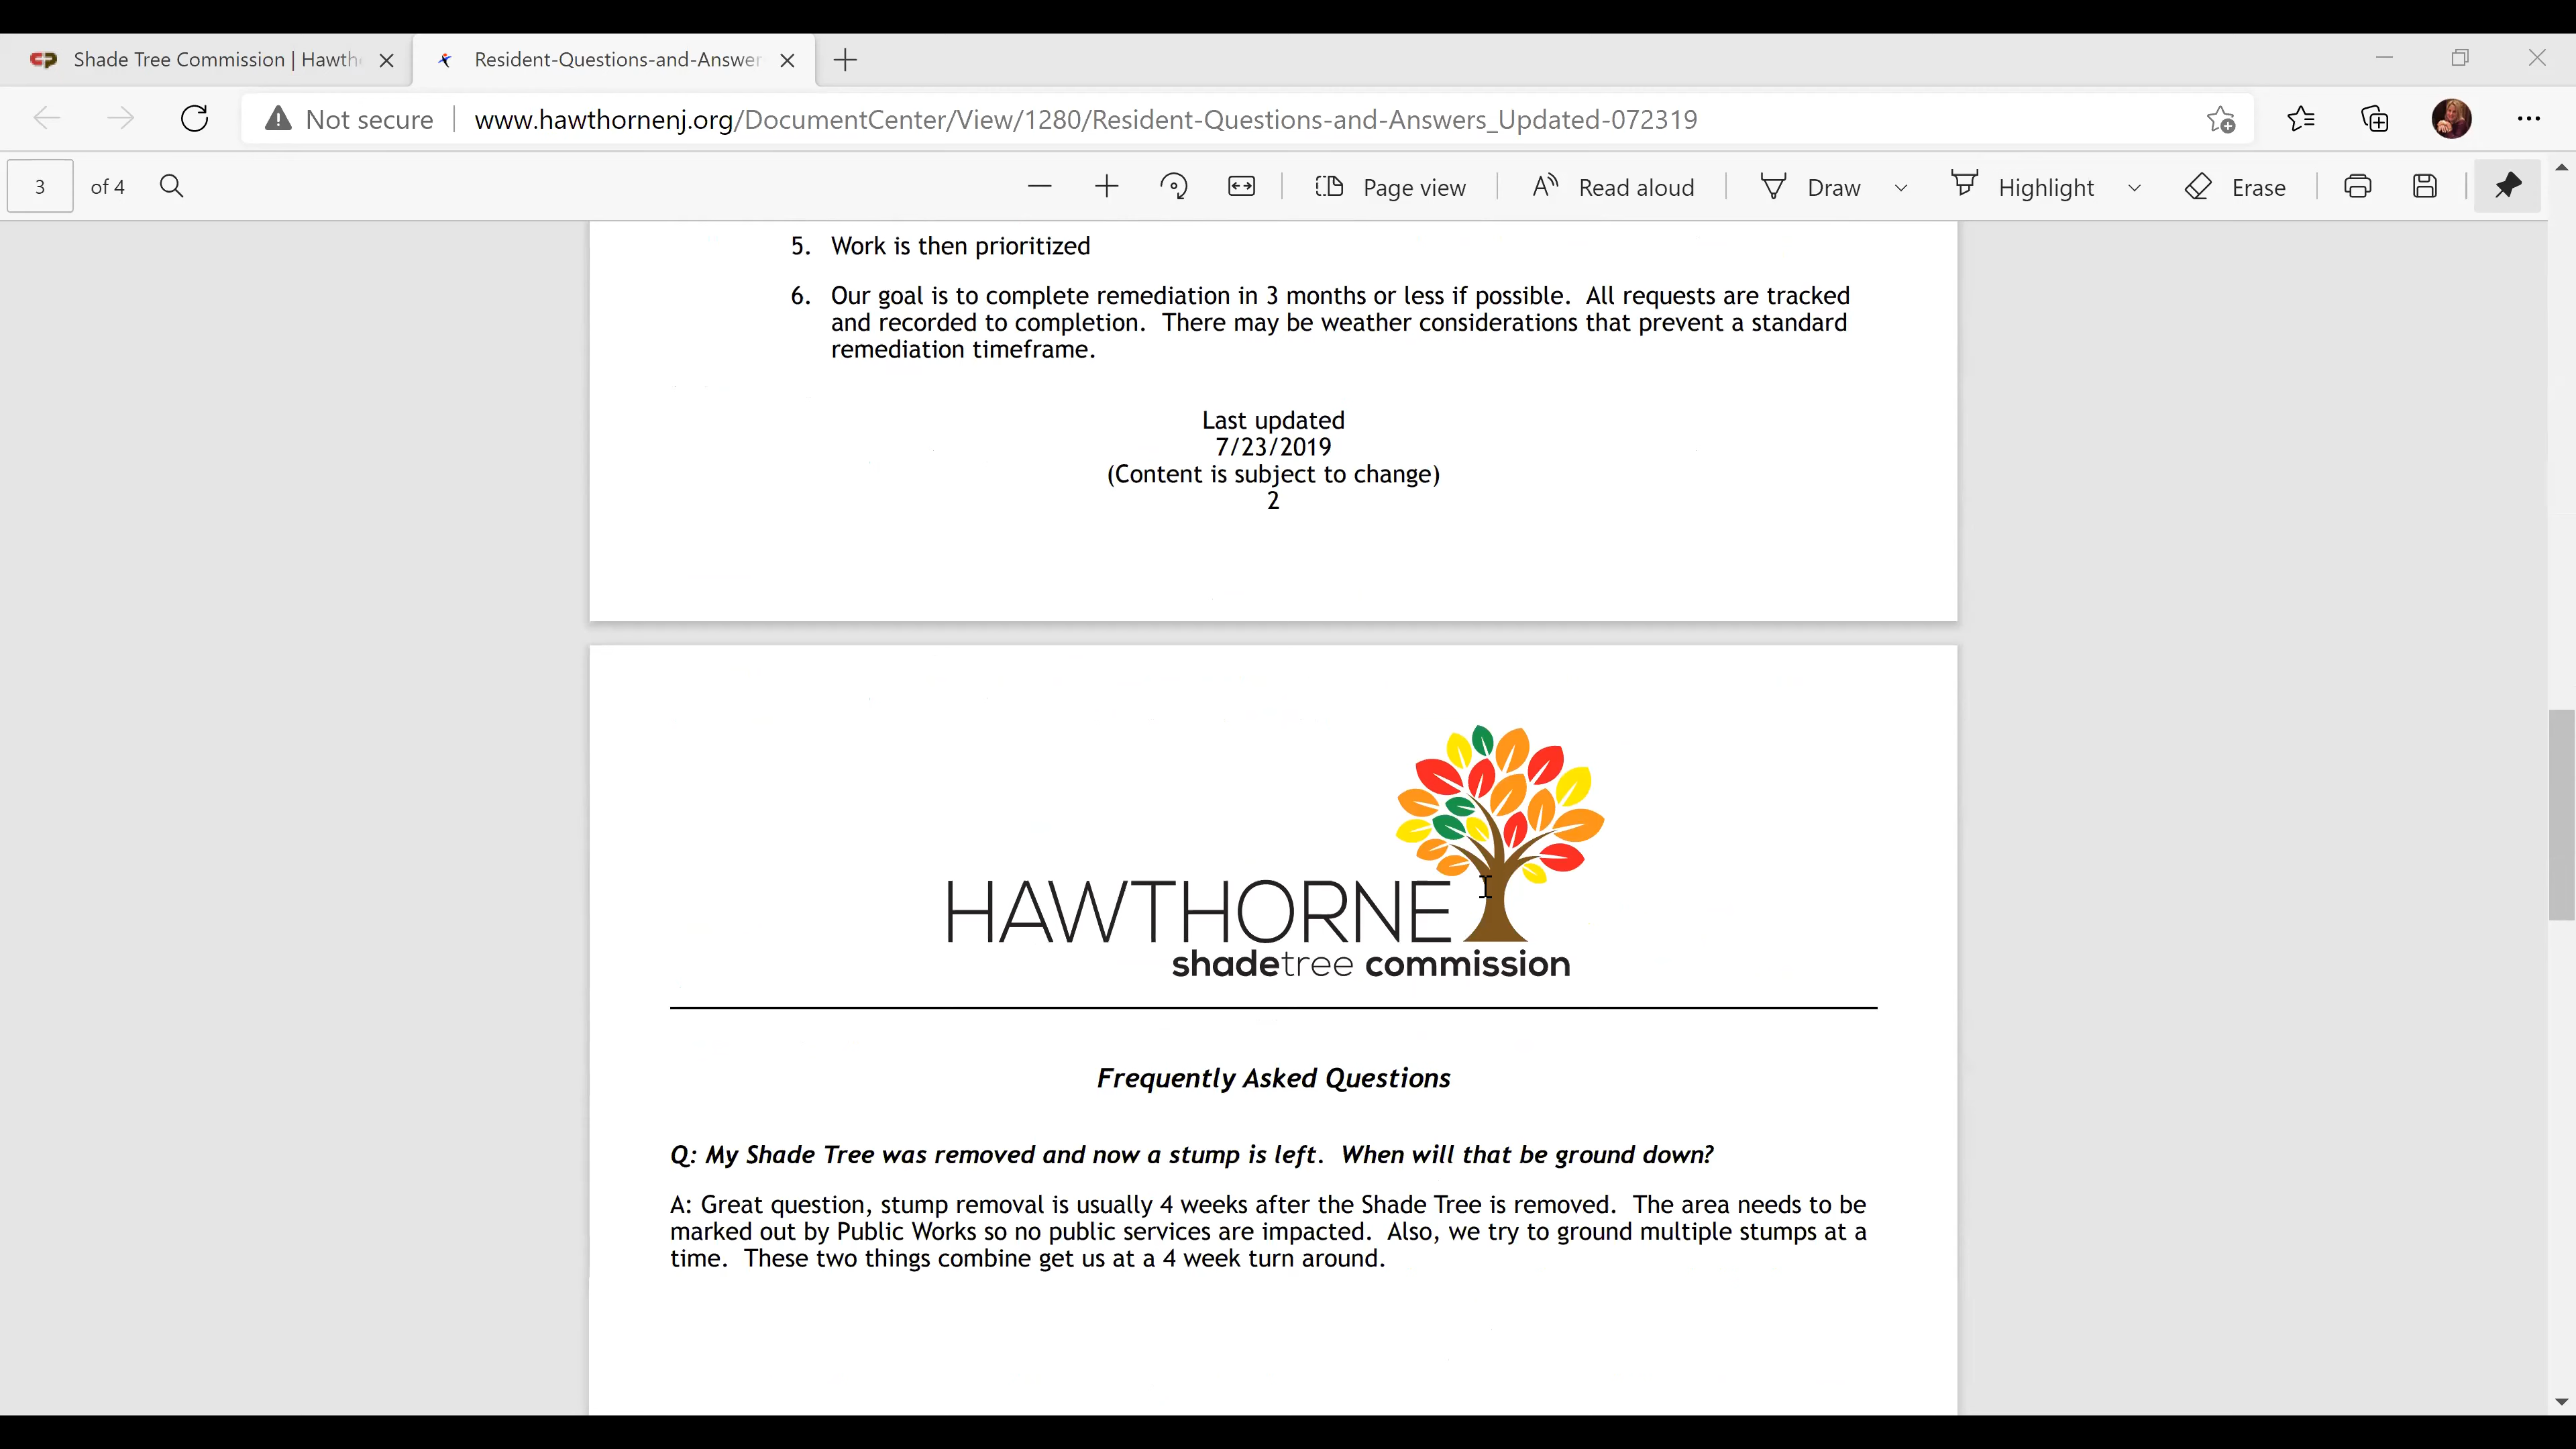 Shade Tree Commission | Hawth
Resident-Questions-and-Answer
Not secure
www.hawthornenj.org/DocumentCenter/View/1280/Resident-Questions-and-Answers_Updated-072319
3 of 4
Page view
Read aloud
Draw
Highlight
Erase
5. Work is then prioritized
6. Our goal is to complete remediation in 3 months or less if possible. All requests are tracked
and recorded to completion. There may be weather considerations that prevent a standard
remediation timeframe.
Last updated
7/23/2019
(Content is subject to change)
2
HAWTHORNE
shadetree commission
Frequently Asked Questions
Q: My Shade Tree was removed and now a stump is left. When will that be ground down?
A: Great question, stump removal is usually 4 weeks after the Shade Tree is removed. The area needs to be
marked out by Public Works so no public services are impacted. Also, we try to ground multiple stumps at a
time. These two things combine get us at a 4 week turn around.